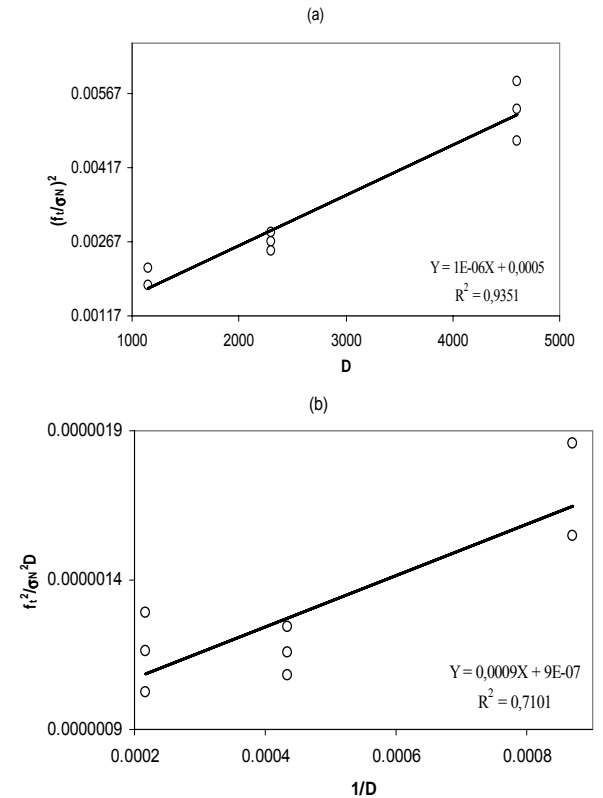 (a)
0.00567
0.00417
0.00267
0.00117
(ft/σN)²
Y = 1E-06X + 0,0005
R² = 0,9351
1000 2000 3000 4000 5000
D
(b)
0.0000019
0.0000014
0.0000009
ft²/σN²D
Y = 0,0009X + 9E-07
R² = 0,7101
0.0002 0.0004 0.0006 0.0008
1/D